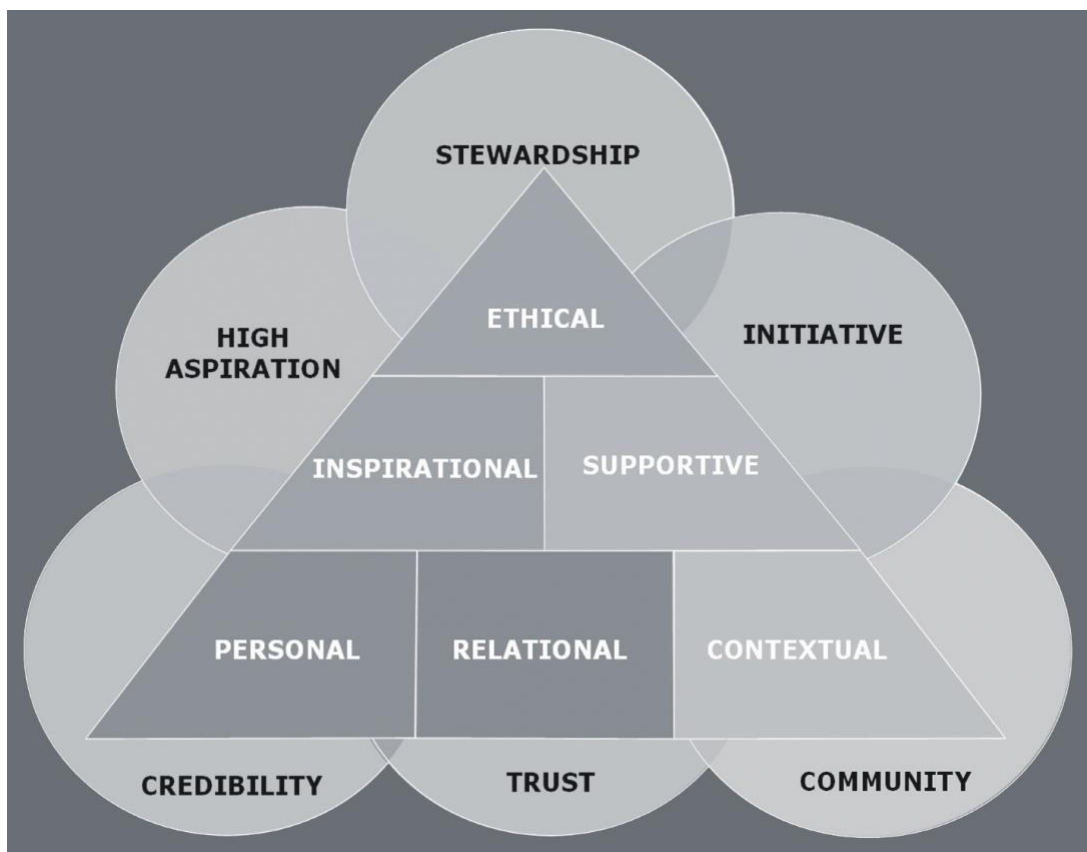 STEWARDSHIP
ETHICAL
HIGH
ASPIRATION
INITIATIVE
INSPIRATIONAL
SUPPORTIVE
PERSONAL
RELATIONAL
CONTEXTUAL
CREDIBILITY
TRUST
COMMUNITY